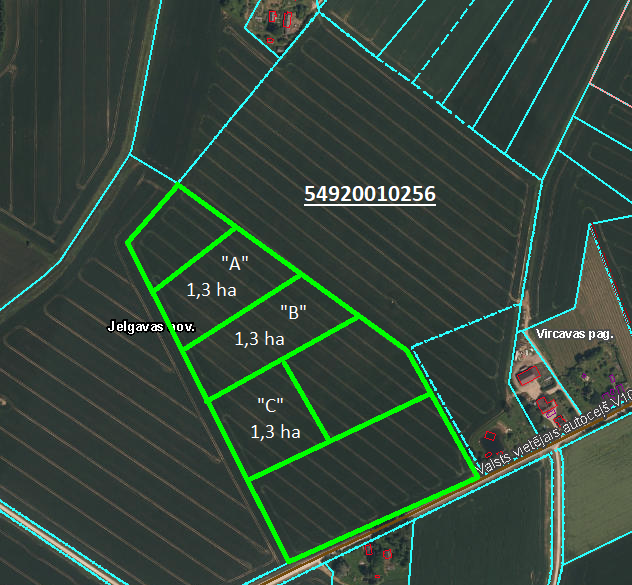 54920010256
"A"
1,3 ha
"B"
1,3 ha
Jelgavas nov.
Vircavas pag.
"C"
1,3 ha
Valsts vietējais autoceļš V10